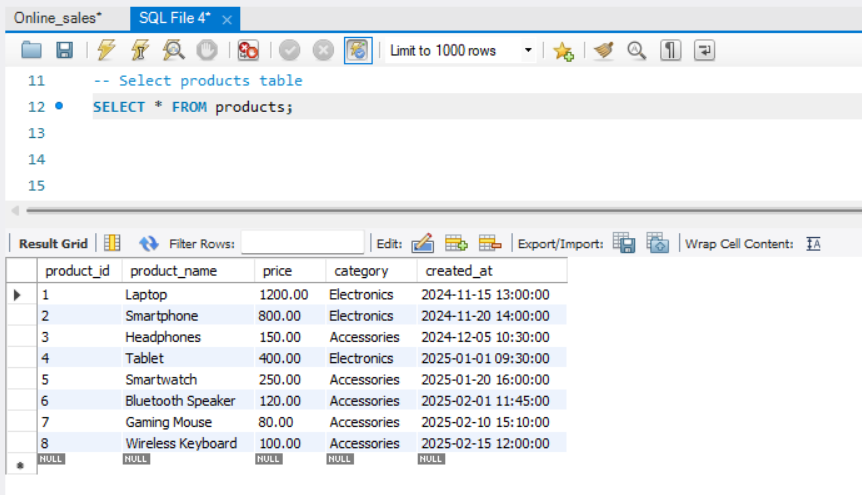 Online_sales* SQL File 4*
Limit to 1000 rows
11 -- Select products table
12 SELECT * FROM products;
13
14
15
Result Grid Filter Rows: Edit: Export/Import: Wrap Cell Content: IA
product_id product_name price category created_at
1 Laptop 1200.00 Electronics 2024-11-15 13:00:00
2 Smartphone 800.00 Electronics 2024-11-20 14:00:00
3 Headphones 150.00 Accessories 2024-12-05 10:30:00
4 Tablet 400.00 Electronics 2025-01-01 09:30:00
5 Smartwatch 250.00 Accessories 2025-01-20 16:00:00
6 Bluetooth Speaker 120.00 Accessories 2025-02-01 11:45:00
7 Gaming Mouse 80.00 Accessories 2025-02-10 15:10:00
8 Wireless Keyboard 100.00 Accessories 2025-02-15 12:00:00
NULL NULL NULL NULL NULL